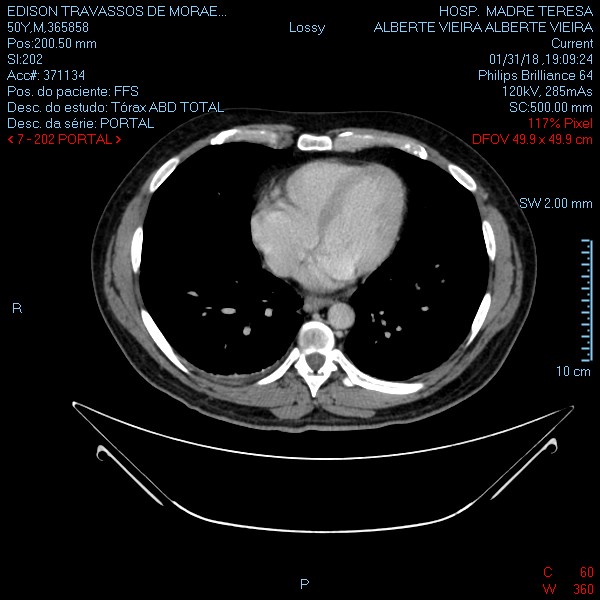 EDISON TRAVASSOS DE MORAE...
50Y,M,365858
Pos:200.50 mm
SI:202
Acc#: 371134
Pos. do paciente: FFS
Desc. do estudo: Tórax ABD TOTAL
Desc. da série: PORTAL
< 7 - 202 PORTAL >
Lossy
HOSP. MADRE TERESA
ALBERTE VIEIRA ALBERTE VIEIRA
Current
01/31/18 ,19:09:24
Philips Brilliance 64
120kV, 285mAs
SC:500.00 mm
117% Pixel
DFOV 49.9 x 49.9 cm
SW 2.00 mm
R
10 cm
P
C 60
W 360